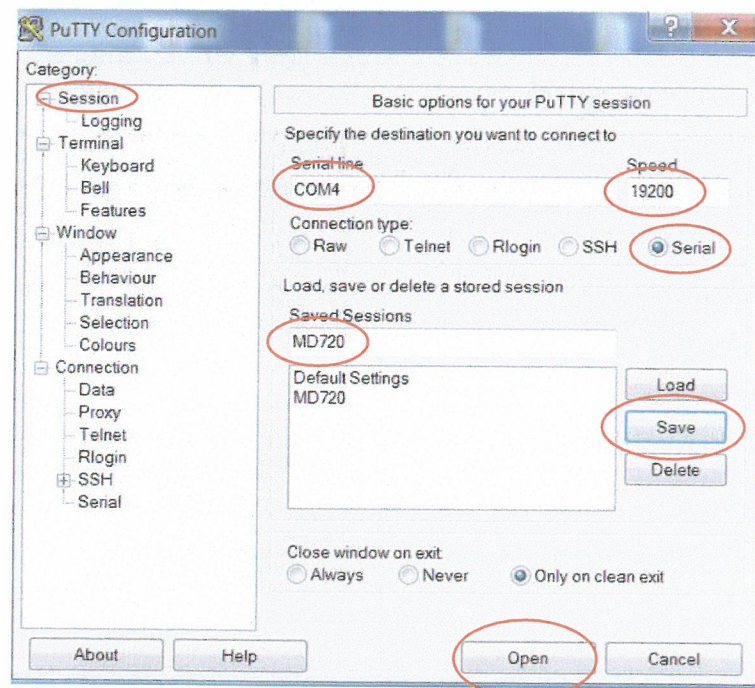 PuTTY Configuration
? X
Category:
Session
Logging
Terminal
Keyboard
Bell
Features
Window
Appearance
Behaviour
Translation
Selection
Colours
Connection
Data
Proxy
Telnet
Rlogin
SSH
Serial
Basic options for your PuTTY session
Specify the destination you want to connect to
Serial line Speed
COM4 19200
Connection type:
Raw Telnet Rlogin SSH Serial
Load, save or delete a stored session
Saved Sessions
MD720
Default Settings
MD720
Load
Save
Delete
Close window on exit:
Always Never Only on clean exit
About Help Open Cancel